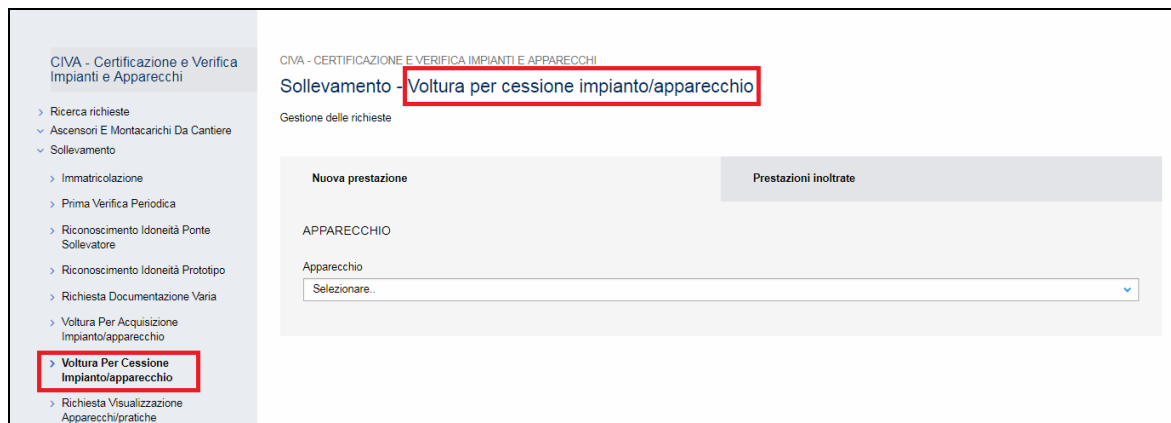 CIVA - Certificazione e Verifica
Impianti e Apparecchi
> Ricerca richieste
Ascensori E Montacarichi Da Cantiere
Sollevamento
> Immatricolazione
> Prima Verifica Periodica
> Riconoscimento Idoneità Ponte
Sollevatore
> Riconoscimento Idoneità Prototipo
> Richiesta Documentazione Varia
> Voltura Per Acquisizione
Impianto/apparecchio
> Voltura Per Cessione
Impianto/apparecchio
> Richiesta Visualizzazione
Apparecchi/pratiche
CIVA - CERTIFICAZIONE E VERIFICA IMPIANTI E APPARECCHI
Sollevamento - Voltura per cessione impianto/apparecchio
Gestione delle richieste
Nuova prestazione
Prestazioni inoltrate
APPARECCHIO
Apparecchio
Selezionare..